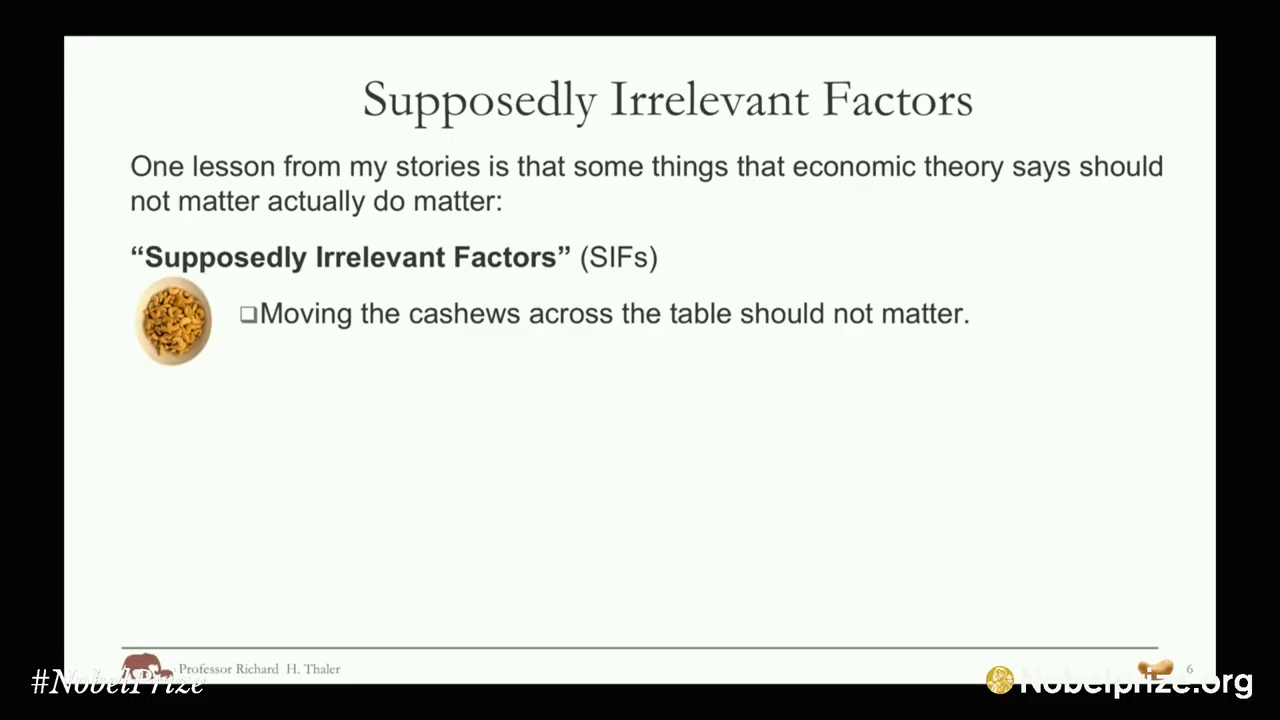 Supposedly Irrelevant Factors
One lesson from my stories is that some things that economic theory says should
not matter actually do matter:
“Supposedly Irrelevant Factors” (SIFs)
❑Moving the cashews across the table should not matter.
Professor Richard H. Thaler
6
#NobelPrize
Nobelprize.org